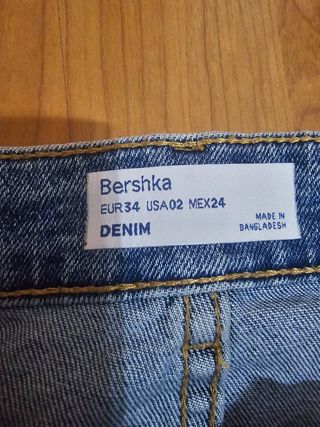 Bershka
EUR34 USA02 MEX24
DENIM
MADE IN
BANGLADESH